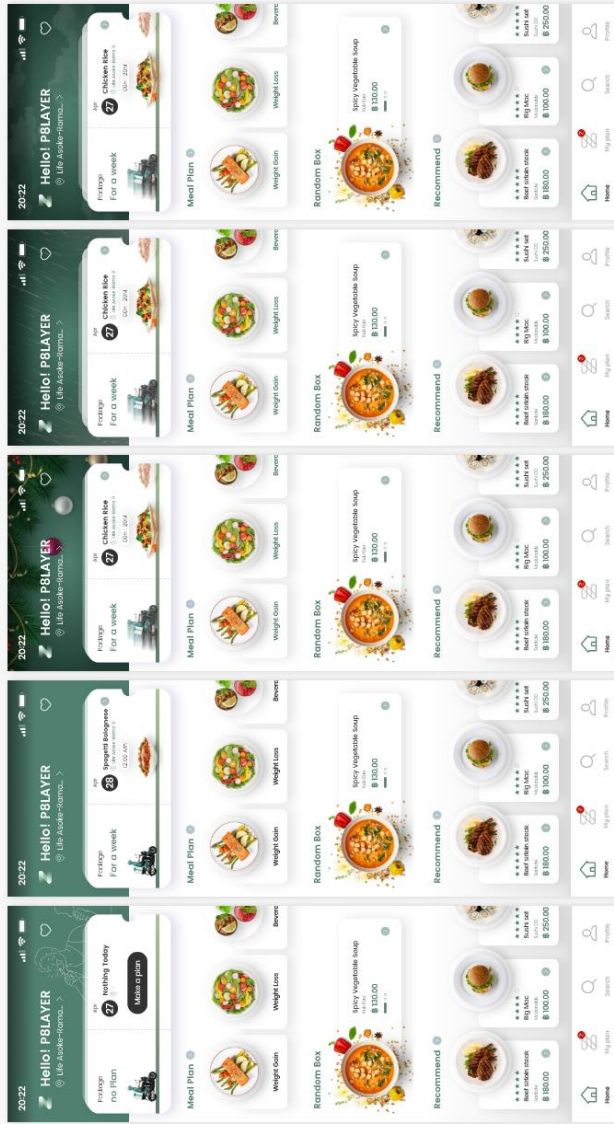 20:22
Hello! P8LAYER
Life Asoke-Rama... >
Package
no Plan
Apr
27
Nothing Today
Make a plan
Meal Plan
Weight Gain
Weight Loss
Bevera
Random Box
Spicy Vegetable Soup
฿ 130.00
Recommend
Beef sirloin steak
฿ 180.00
Big Mac
฿ 100.00
Sushi set
฿ 250.00
Home
My plan
Search
Profile
20:22
Hello! P8LAYER
Life Asoke-Rama... >
Package
For a week
Apr
28
Spagetti Bolognese
Meal Plan
Weight Gain
Weight Loss
Bevera
Random Box
Spicy Vegetable Soup
฿ 130.00
Recommend
Beef sirloin steak
฿ 180.00
Big Mac
฿ 100.00
Sushi set
฿ 250.00
Home
My plan
Search
Profile
20:22
Hello! P8LAYER
Life Asoke-Rama... >
Package
For a week
Apr
27
Chicken Rice
Meal Plan
Weight Gain
Weight Loss
Bevera
Random Box
Spicy Vegetable Soup
฿ 130.00
Recommend
Beef sirloin steak
฿ 180.00
Big Mac
฿ 100.00
Sushi set
฿ 250.00
Home
My plan
Search
Profile
20:22
Hello! P8LAYER
Life Asoke-Rama... >
Package
For a week
Apr
27
Chicken Rice
Meal Plan
Weight Gain
Weight Loss
Bevera
Random Box
Spicy Vegetable Soup
฿ 130.00
Recommend
Beef sirloin steak
฿ 180.00
Big Mac
฿ 100.00
Sushi set
฿ 250.00
Home
My plan
Search
Profile
20:22
Hello! P8LAYER
Life Asoke-Rama... >
Package
For a week
Apr
27
Chicken Rice
Meal Plan
Weight Gain
Weight Loss
Bevera
Random Box
Spicy Vegetable Soup
฿ 130.00
Recommend
Beef sirloin steak
฿ 180.00
Big Mac
฿ 100.00
Sushi set
฿ 250.00
Home
My plan
Search
Profile